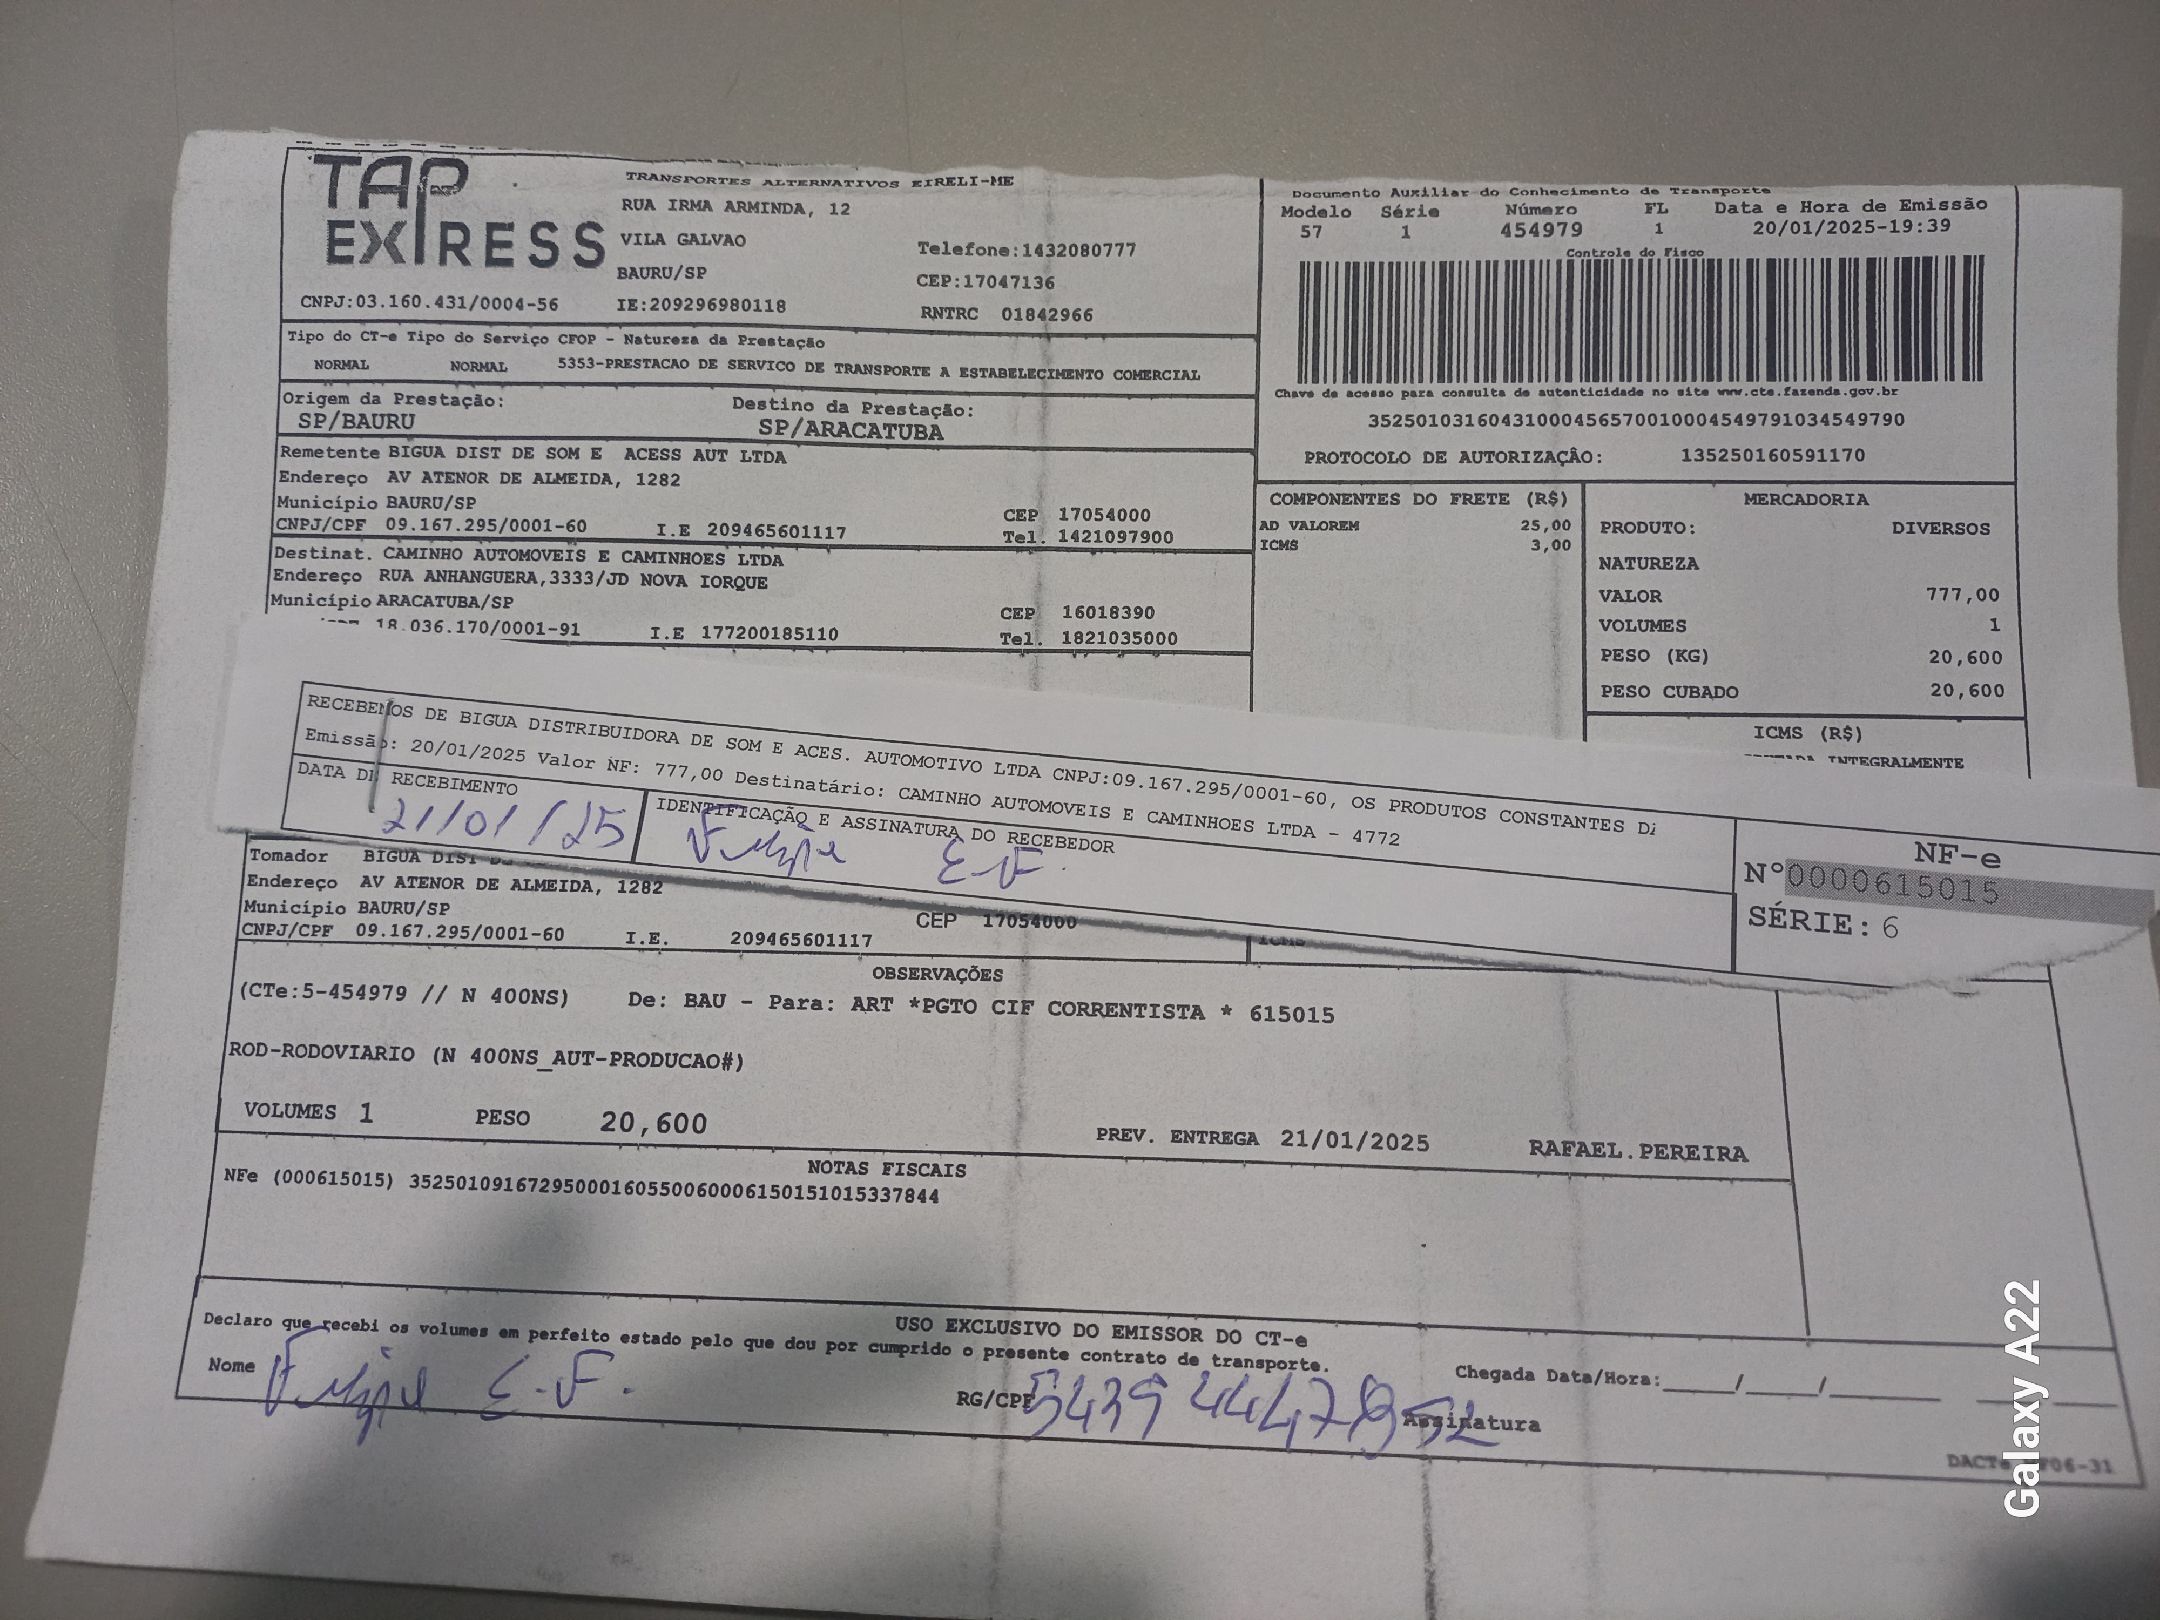 TAP EXPRESS
TRANSPORTES ALTERNATIVOS EIRELI-ME
RUA IRMA ARMINDA, 12
VILA GALVAO
Telefone:1432080777
BAURU/SP
CEP:17047136
CNPJ:03.160.431/0004-56 IE:209296980118
RNTRC 01842966
Documento Auxiliar do Conhecimento de Transporte
Modelo Série Número FL Data e Hora de Emissão
57 1 454979 1 20/01/2025-19:39
Controle do Fisco
Chave de acesso para consulta de autenticidade no site www.cte.fazenda.gov.br
35250103160431000456570010004549791034549790
PROTOCOLO DE AUTORIZAÇÂO: 135250160591170
Tipo do CT-e Tipo do Serviço CFOP - Natureza da Prestação
NORMAL NORMAL 5353-PRESTACAO DE SERVICO DE TRANSPORTE A ESTABELECIMENTO COMERCIAL
Origem da Prestação: Destino da Prestação:
SP/BAURU SP/ARACATUBA
Remetente BIGUA DIST DE SOM E ACESS AUT LTDA
Endereço AV ATENOR DE ALMEIDA, 1282
Município BAURU/SP
CEP 17054000
CNPJ/CPF 09.167.295/0001-60 I.E 209465601117
Tel. 1421097900
Destinat. CAMINHO AUTOMOVEIS E CAMINHOES LTDA
Endereço RUA ANHANGUERA,3333/JD NOVA IORQUE
Município ARACATUBA/SP
CEP 16018390
18.036.170/0001-91 I.E 177200185110
Tel. 1821035000
COMPONENTES DO FRETE (R$)
AD VALOREM 25,00
ICMS 3,00
MERCADORIA
PRODUTO: DIVERSOS
NATUREZA
VALOR 777,00
VOLUMES 1
PESO (KG) 20,600
PESO CUBADO 20,600
ICMS (R$)
INTEGRALMENTE
RECEBEMOS DE BIGUA DISTRIBUIDORA DE SOM E ACES. AUTOMOTIVO LTDA CNPJ:09.167.295/0001-60, OS PRODUTOS CONSTANTES
Emissão: 20/01/2025 Valor NF: 777,00 Destinatário: CAMINHO AUTOMOVEIS E CAMINHOES LTDA - 4772
DATA DE RECEBIMENTO
21/01/25
IDENTIFICAÇÃO E ASSINATURA DO RECEBEDOR
E.F.
NF-e
Nº0000615015
SÉRIE: 6
Tomador BIGUA DIST
Endereço AV ATENOR DE ALMEIDA, 1282
Município BAURU/SP
CEP 17054000
CNPJ/CPF 09.167.295/0001-60 I.E. 209465601117
OBSERVAÇÕES
(CTe:5-454979 // N 400NS) De: BAU - Para: ART *PGTO CIF CORRENTISTA * 615015
ROD-RODOVIARIO (N 400NS_AUT-PRODUCAO#)
VOLUMES 1 PESO 20,600
PREV. ENTREGA 21/01/2025 RAFAEL.PEREIRA
NOTAS FISCAIS
NFe (000615015) 35250109167295000160550060006150151015337844
USO EXCLUSIVO DO EMISSOR DO CT-e
Declaro que recebi os volumes em perfeito estado pelo que dou por cumprido o presente contrato de transporte.
Nome E.F.
RG/CPF
Assinatura
Chegada Data/Hora:_____/_____/_______
DACTe
Galaxy A22